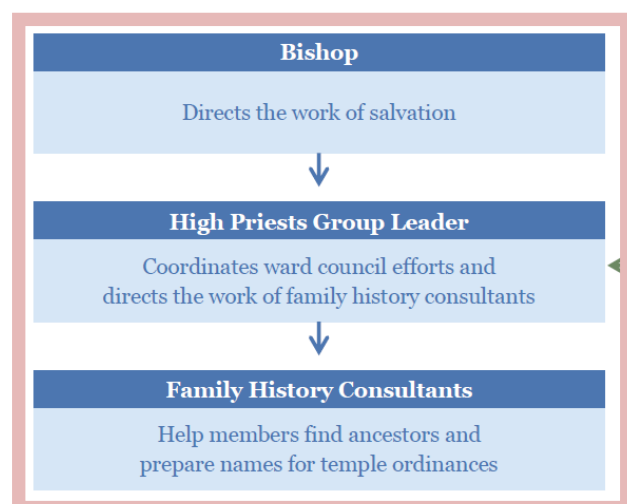 Bishop
Directs the work of salvation
High Priests Group Leader
Coordinates ward council efforts and
directs the work of family history consultants
Family History Consultants
Help members find ancestors and
prepare names for temple ordinances